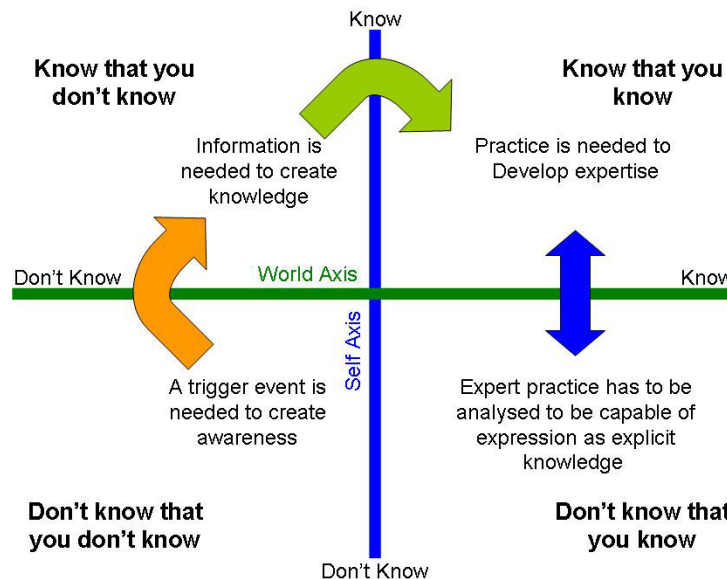 Know
Know that you
don't know
Know that you
know
Information is
needed to create
knowledge
Practice is needed to
Develop expertise
Don't Know
World Axis
Know
Self Axis
A trigger event is
needed to create
awareness
Expert practice has to be
analysed to be capable of
expression as explicit
knowledge
Don't know that
you don't know
Don't know that
you know
Don't Know